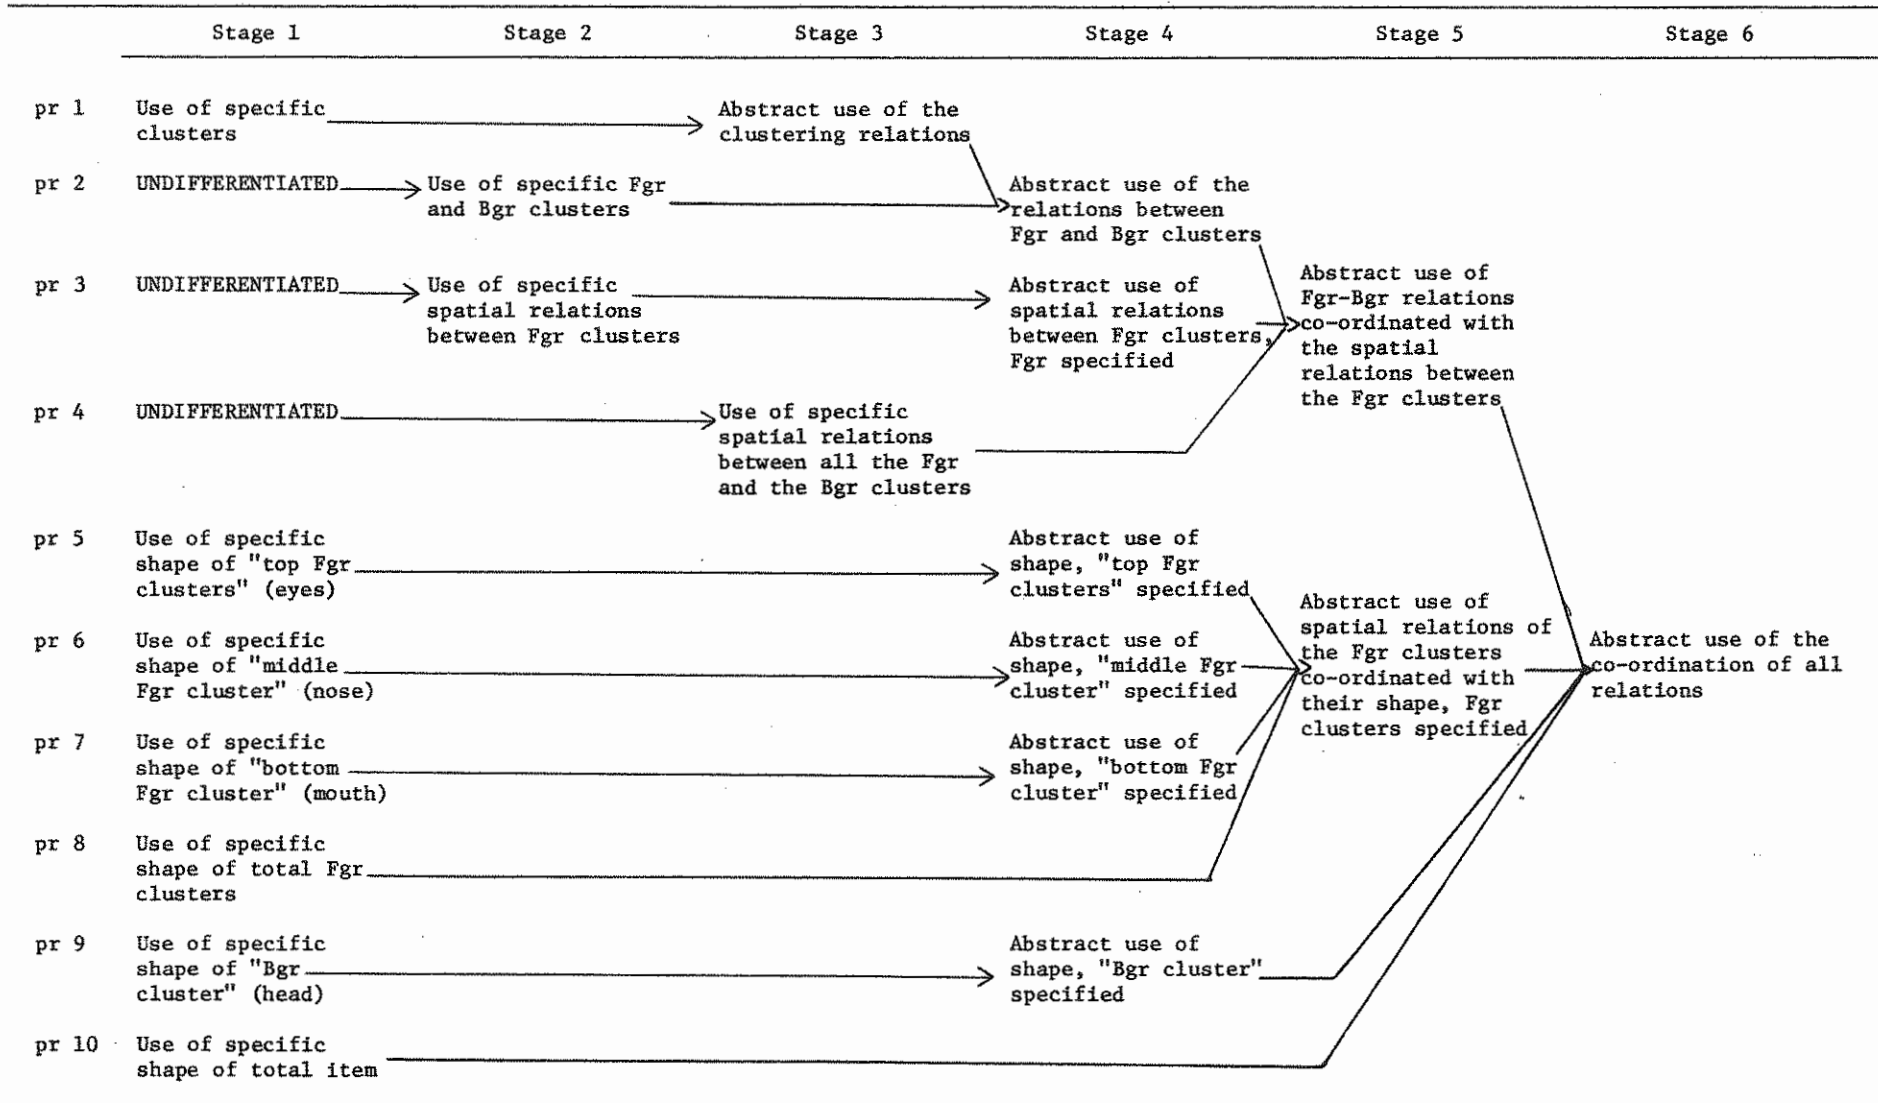 Stage 1 Stage 2 Stage 3 Stage 4 Stage 5 Stage 6
pr 1 Use of specific
clusters
Abstract use of the
clustering relations
pr 2 UNDIFFERENTIATED
Use of specific Fgr
and Bgr clusters
Abstract use of the
relations between
Fgr and Bgr clusters
pr 3 UNDIFFERENTIATED
Use of specific
spatial relations
between Fgr clusters
Abstract use of
spatial relations
between Fgr clusters,
Fgr specified
Abstract use of
Fgr-Bgr relations
co-ordinated with
the spatial
relations between
the Fgr clusters
pr 4 UNDIFFERENTIATED
Use of specific
spatial relations
between all the Fgr
and the Bgr clusters
pr 5 Use of specific
shape of "top Fgr
clusters" (eyes)
Abstract use of
shape, "top Fgr
clusters" specified
pr 6 Use of specific
shape of "middle
Fgr cluster" (nose)
Abstract use of
shape, "middle Fgr
cluster" specified
Abstract use of
spatial relations of
the Fgr clusters
co-ordinated with
their shape, Fgr
clusters specified
Abstract use of the
co-ordination of all
relations
pr 7 Use of specific
shape of "bottom
Fgr cluster" (mouth)
Abstract use of
shape, "bottom Fgr
cluster" specified
pr 8 Use of specific
shape of total Fgr
clusters
pr 9 Use of specific
shape of "Bgr
cluster" (head)
Abstract use of
shape, "Bgr cluster"
specified
pr 10 Use of specific
shape of total item